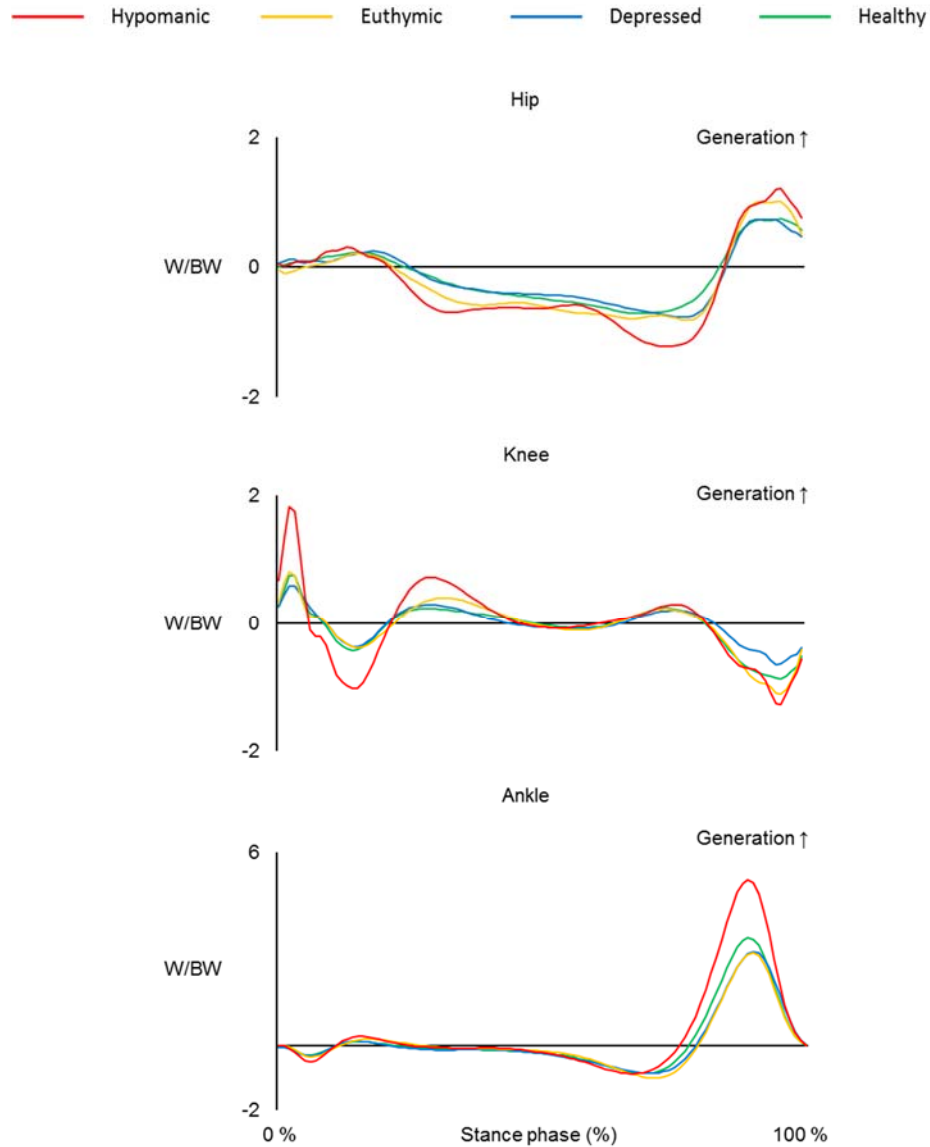 Hypomanic Euthymic Depressed Healthy
Hip
2
Generation ↑
W/BW
0
-2
Knee
2
Generation ↑
W/BW
0
-2
Ankle
6
Generation ↑
W/BW
-2
0 % Stance phase (%) 100 %